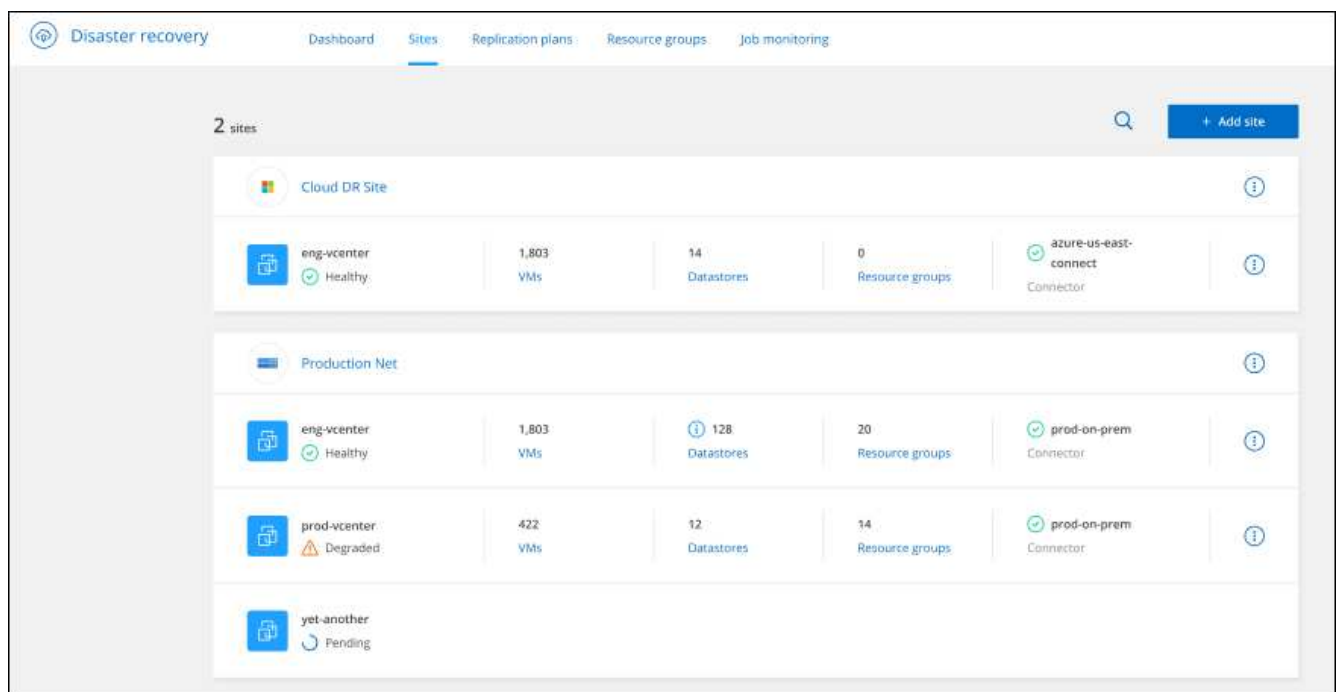 Disaster recovery
Dashboard Sites Replication plans Resource groups Job monitoring
2 sites
+ Add site
Cloud DR Site
eng-vcenter
Healthy
1,803
VMs
14
Datastores
0
Resource groups
azure-us-east-
connect
Connector
Production Net
eng-vcenter
Healthy
1,803
VMs
128
Datastores
20
Resource groups
prod-on-prem
Connector
prod-vcenter
Degraded
422
VMs
12
Datastores
14
Resource groups
prod-on-prem
Connector
yet-another
Pending